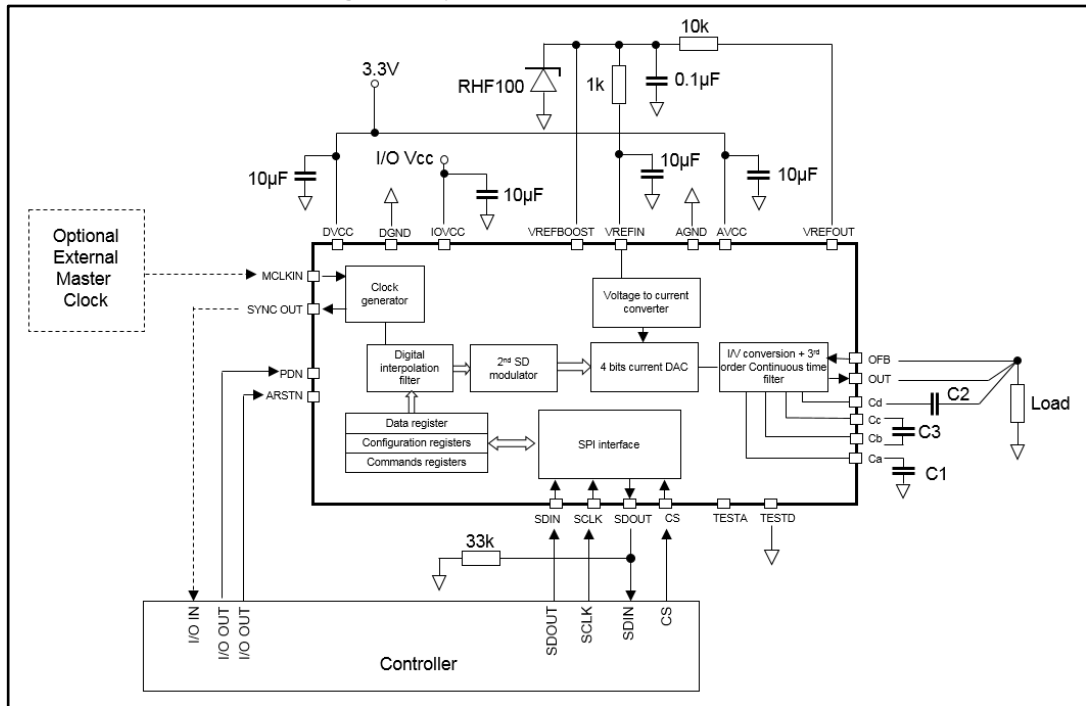 10k
3.3V
RHF100
1k
0.1µF
I/O Vcc
10µF
10µF
10µF
10µF
DVCC
DGND
IOVCC
VREFBOOST
VREFIN
AGND
AVCC
VREFOUT
Optional
External
Master
Clock
MCLKIN
SYNC OUT
PDN
ARSTN
Clock
generator
Voltage to current
converter
Digital
interpolation
filter
2nd SD
modulator
4 bits current DAC
I/V conversion + 3rd
order Continuous time
filter
OFB
OUT
Cd
Cc
Cb
Ca
C2
C3
C1
Load
Data register
Configuration registers
Commands registers
SPI interface
SDIN
SCLK
SDOUT
CS
TESTA
TESTD
33k
I/O IN
I/O OUT
I/O OUT
SDOUT
SCLK
SDIN
CS
Controller